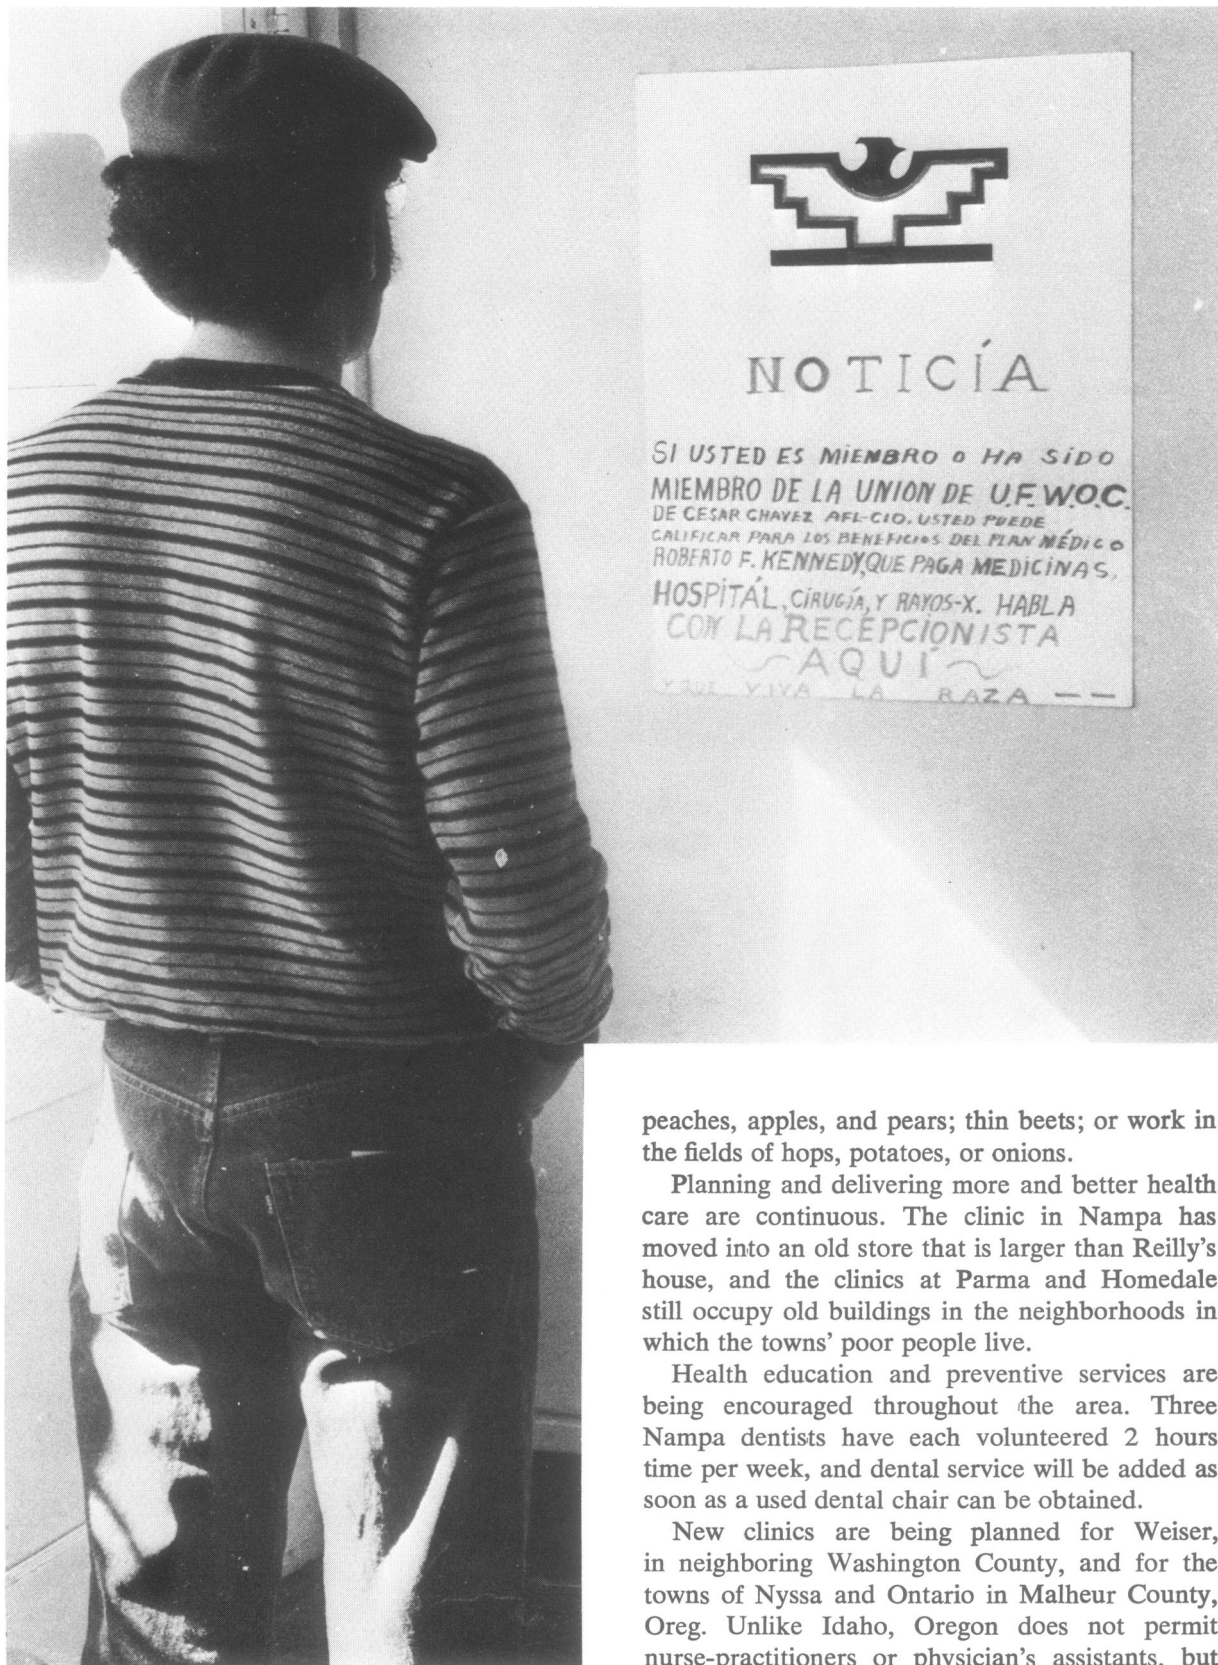 NOTICÍA
SI USTED ES MIEMBRO O HA SIDO
MIEMBRO DE LA UNION DE U.F.W.O.C.
DE CESAR CHAVEZ AFL-CIO. USTED PUEDE
CALIFICAR PARA LOS BENEFICIOS DEL PLAN MÉDICO
ROBERTO F. KENNEDY, QUE PAGA MEDICINAS,
HOSPITÁL, CIRUGÍA, Y RAYOS-X. HABLA
CON LA RECEPCIONISTA
~AQUÍ~
Y QUE VIVA LA RAZA — —
peaches, apples, and pears; thin beets; or work in
the fields of hops, potatoes, or onions.
Planning and delivering more and better health
care are continuous. The clinic in Nampa has
moved into an old store that is larger than Reilly's
house, and the clinics at Parma and Homedale
still occupy old buildings in the neighborhoods in
which the towns' poor people live.
Health education and preventive services are
being encouraged throughout the area. Three
Nampa dentists have each volunteered 2 hours
time per week, and dental service will be added as
soon as a used dental chair can be obtained.
New clinics are being planned for Weiser,
in neighboring Washington County, and for the
towns of Nyssa and Ontario in Malheur County,
Oreg. Unlike Idaho, Oregon does not permit
nurse-practitioners or physician's assistants, but